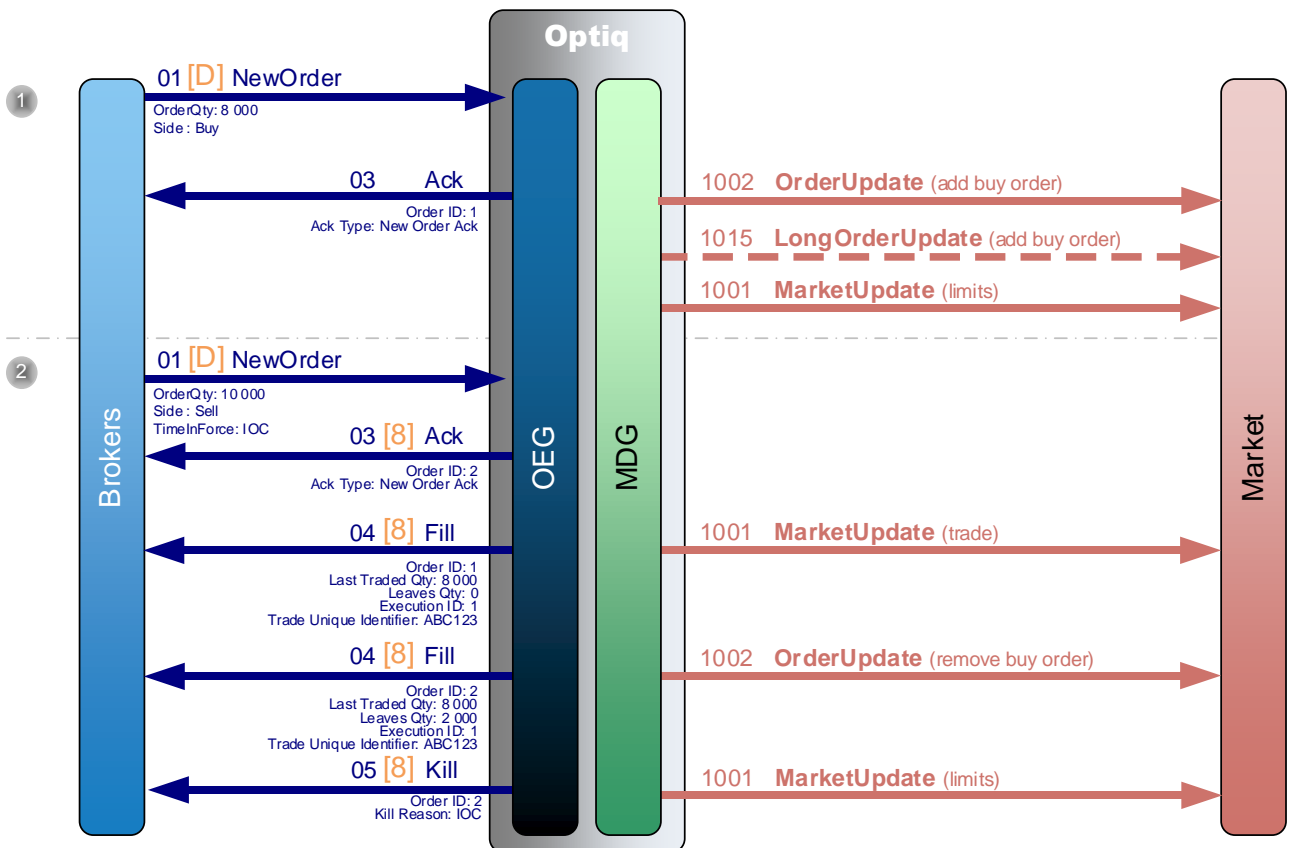 Optiq
1
01 [D] NewOrder
OrderQty: 8 000
Side : Buy
03 Ack
Order ID: 1
Ack Type: New Order Ack
1002 OrderUpdate (add buy order)
1015 LongOrderUpdate (add buy order)
1001 MarketUpdate (limits)
2
01 [D] NewOrder
OrderQty: 10 000
Side : Sell
TimeInForce: IOC
Brokers
OEG
MDG
Market
03 [8] Ack
Order ID: 2
Ack Type: New Order Ack
04 [8] Fill
1001 MarketUpdate (trade)
Order ID: 1
Last Traded Qty: 8 000
Leaves Qty: 0
Execution ID: 1
Trade Unique Identifier: ABC123
04 [8] Fill
1002 OrderUpdate (remove buy order)
Order ID: 2
Last Traded Qty: 8 000
Leaves Qty: 2 000
Execution ID: 1
Trade Unique Identifier: ABC123
05 [8] Kill
1001 MarketUpdate (limits)
Order ID: 2
Kill Reason: IOC